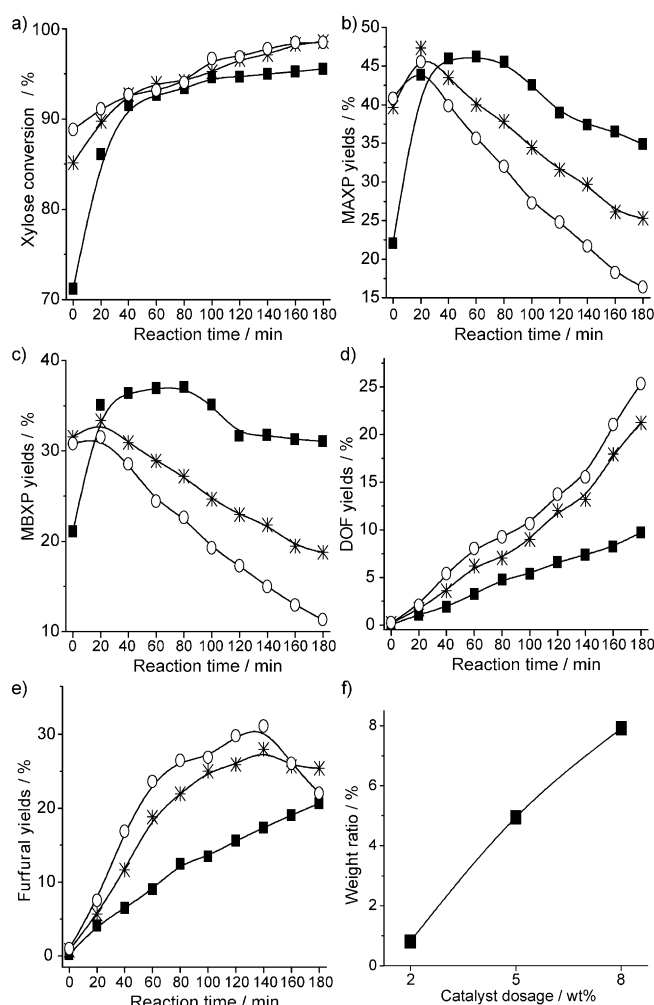 a)
Xylose conversion / %
100
90
80
70
0 20 40 60 80 100 120 140 160 180
Reaction time / min
b)
MAXP yields / %
50
45
40
35
30
25
20
15
0 20 40 60 80 100 120 140 160 180
Reaction time / min
c)
MBXP yields / %
40
30
20
10
0 20 40 60 80 100 120 140 160 180
Reaction time / min
d)
DOF yields / %
25
20
15
10
5
0
0 20 40 60 80 100 120 140 160 180
Reaction time / min
e)
Furfural yields / %
30
20
10
0
0 20 40 60 80 100 120 140 160 180
Reaction time / min
f)
Weight ratio / %
8
6
4
2
0
2 5 8
Catalyst dosage / wt%